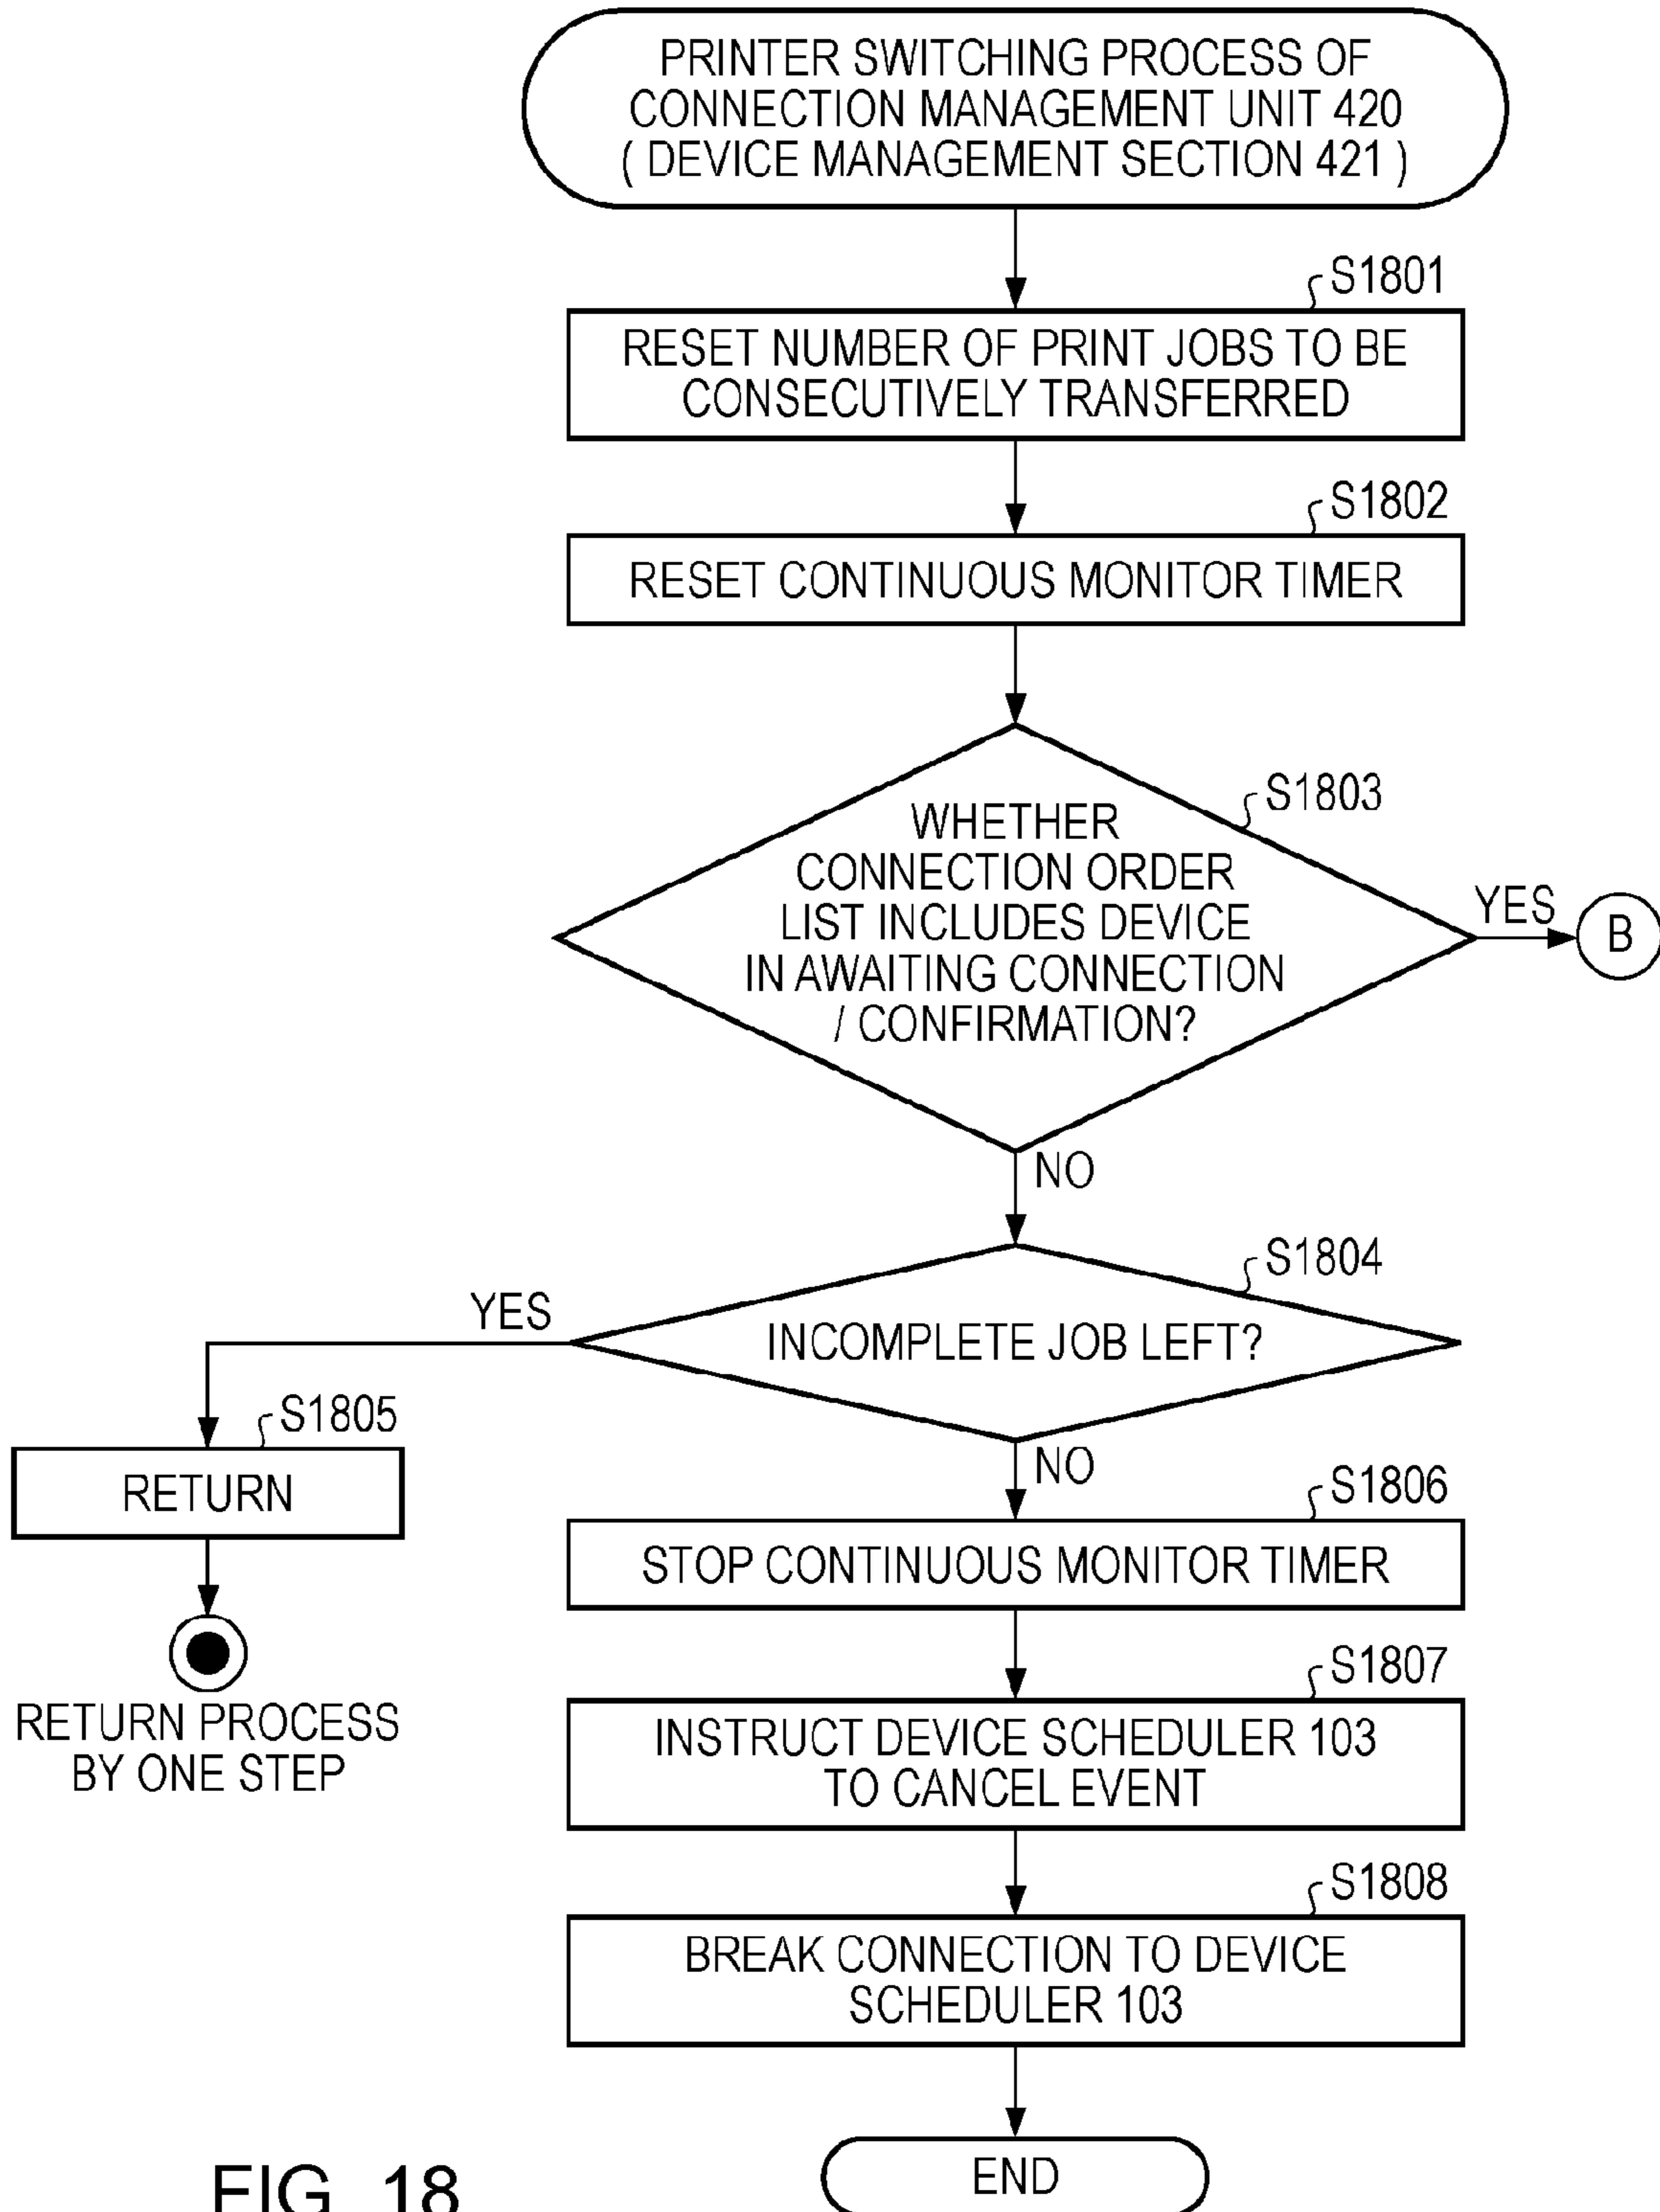 PRINTER SWITCHING PROCESS OF
CONNECTION MANAGEMENT UNIT 420
( DEVICE MANAGEMENT SECTION 421 )
S1801
RESET NUMBER OF PRINT JOBS TO BE
CONSECUTIVELY TRANSFERRED
S1802
RESET CONTINUOUS MONITOR TIMER
S1803
WHETHER
CONNECTION ORDER
LIST INCLUDES DEVICE
IN AWAITING CONNECTION
/ CONFIRMATION?
YES
B
NO
S1804
INCOMPLETE JOB LEFT?
YES
S1805
RETURN
RETURN PROCESS
BY ONE STEP
NO
S1806
STOP CONTINUOUS MONITOR TIMER
S1807
INSTRUCT DEVICE SCHEDULER 103
TO CANCEL EVENT
S1808
BREAK CONNECTION TO DEVICE
SCHEDULER 103
END
FIG. 18